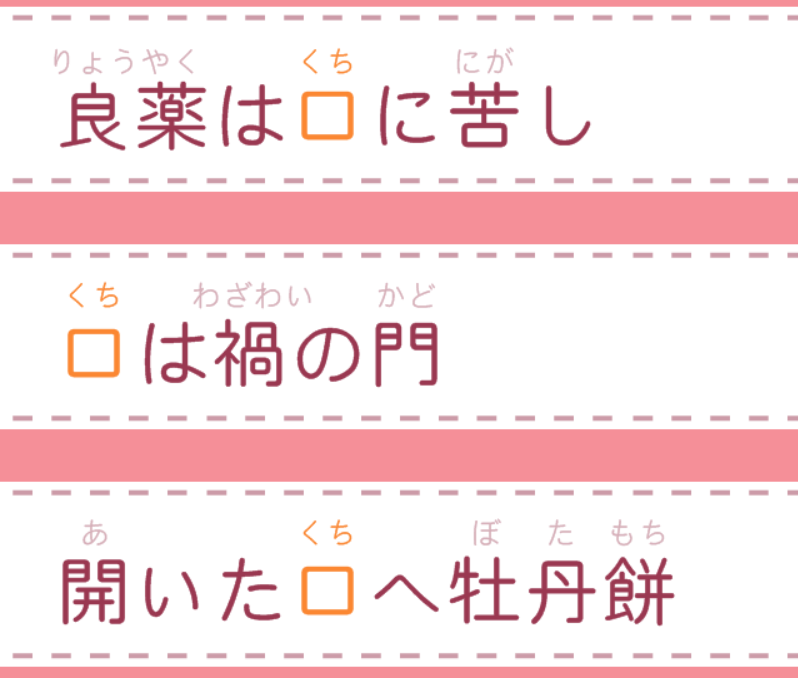 りょうやく くち にが
良薬は口に苦し
くち わざわい かど
口は禍の門
あ くち ぼ た もち
開いた口へ牡丹餅